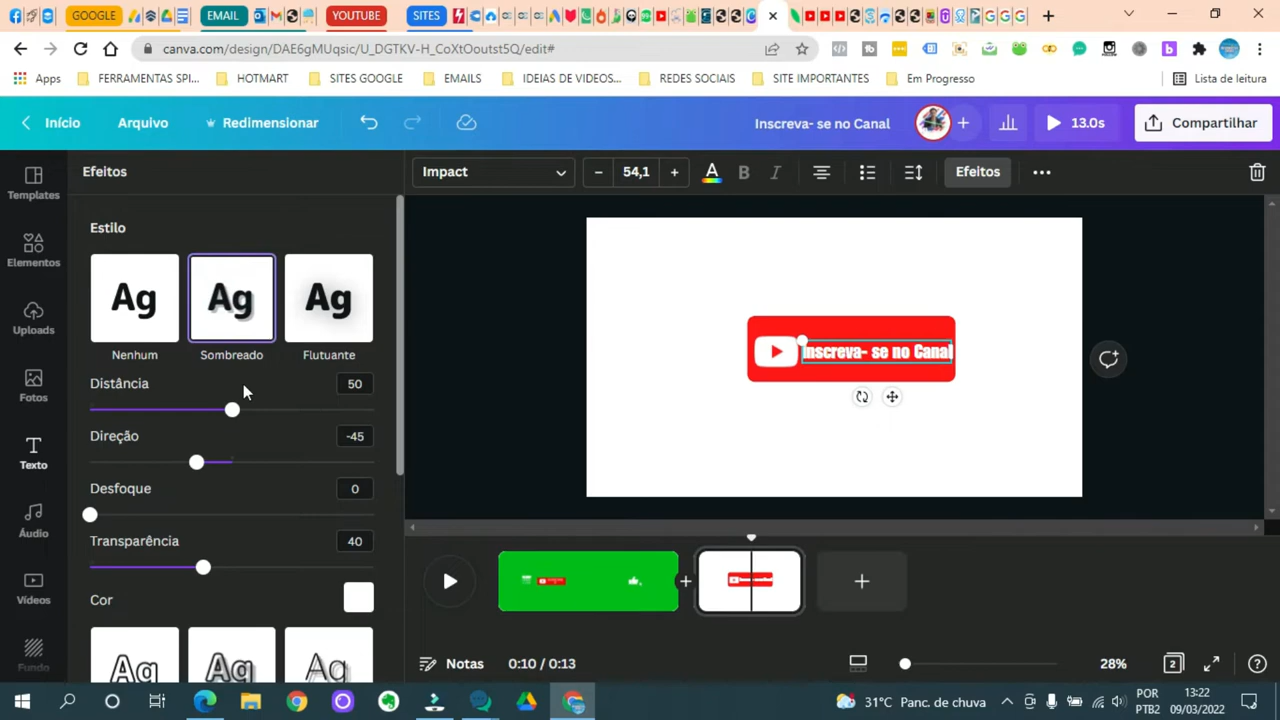 GOOGLE EMAIL YOUTUBE SITES
canva.com/design/DAE6gMUqsic/U_DGTKV-H_CoXtOoutst5Q/edit#
Apps FERRAMENTAS SPI... HOTMART SITES GOOGLE EMAILS IDEIAS DE VIDEOS... REDES SOCIAIS SITE IMPORTANTES Em Progresso Lista de leitura
Início Arquivo Redimensionar Inscreva- se no Canal 13.0s Compartilhar
Templates
Elementos
Uploads
Fotos
Texto
Áudio
Vídeos
Fundo
Efeitos
Estilo
Ag Ag Ag
Nenhum Sombreado Flutuante
Distância 50
Direção -45
Desfoque 0
Transparência 40
Cor
Ag Ag Ag
Impact 54,1 A B I Efeitos
Inscreva- se no Canal
Notas 0:10 / 0:13 28% 2
31°C Panc. de chuva POR
PTB2
13:22
09/03/2022